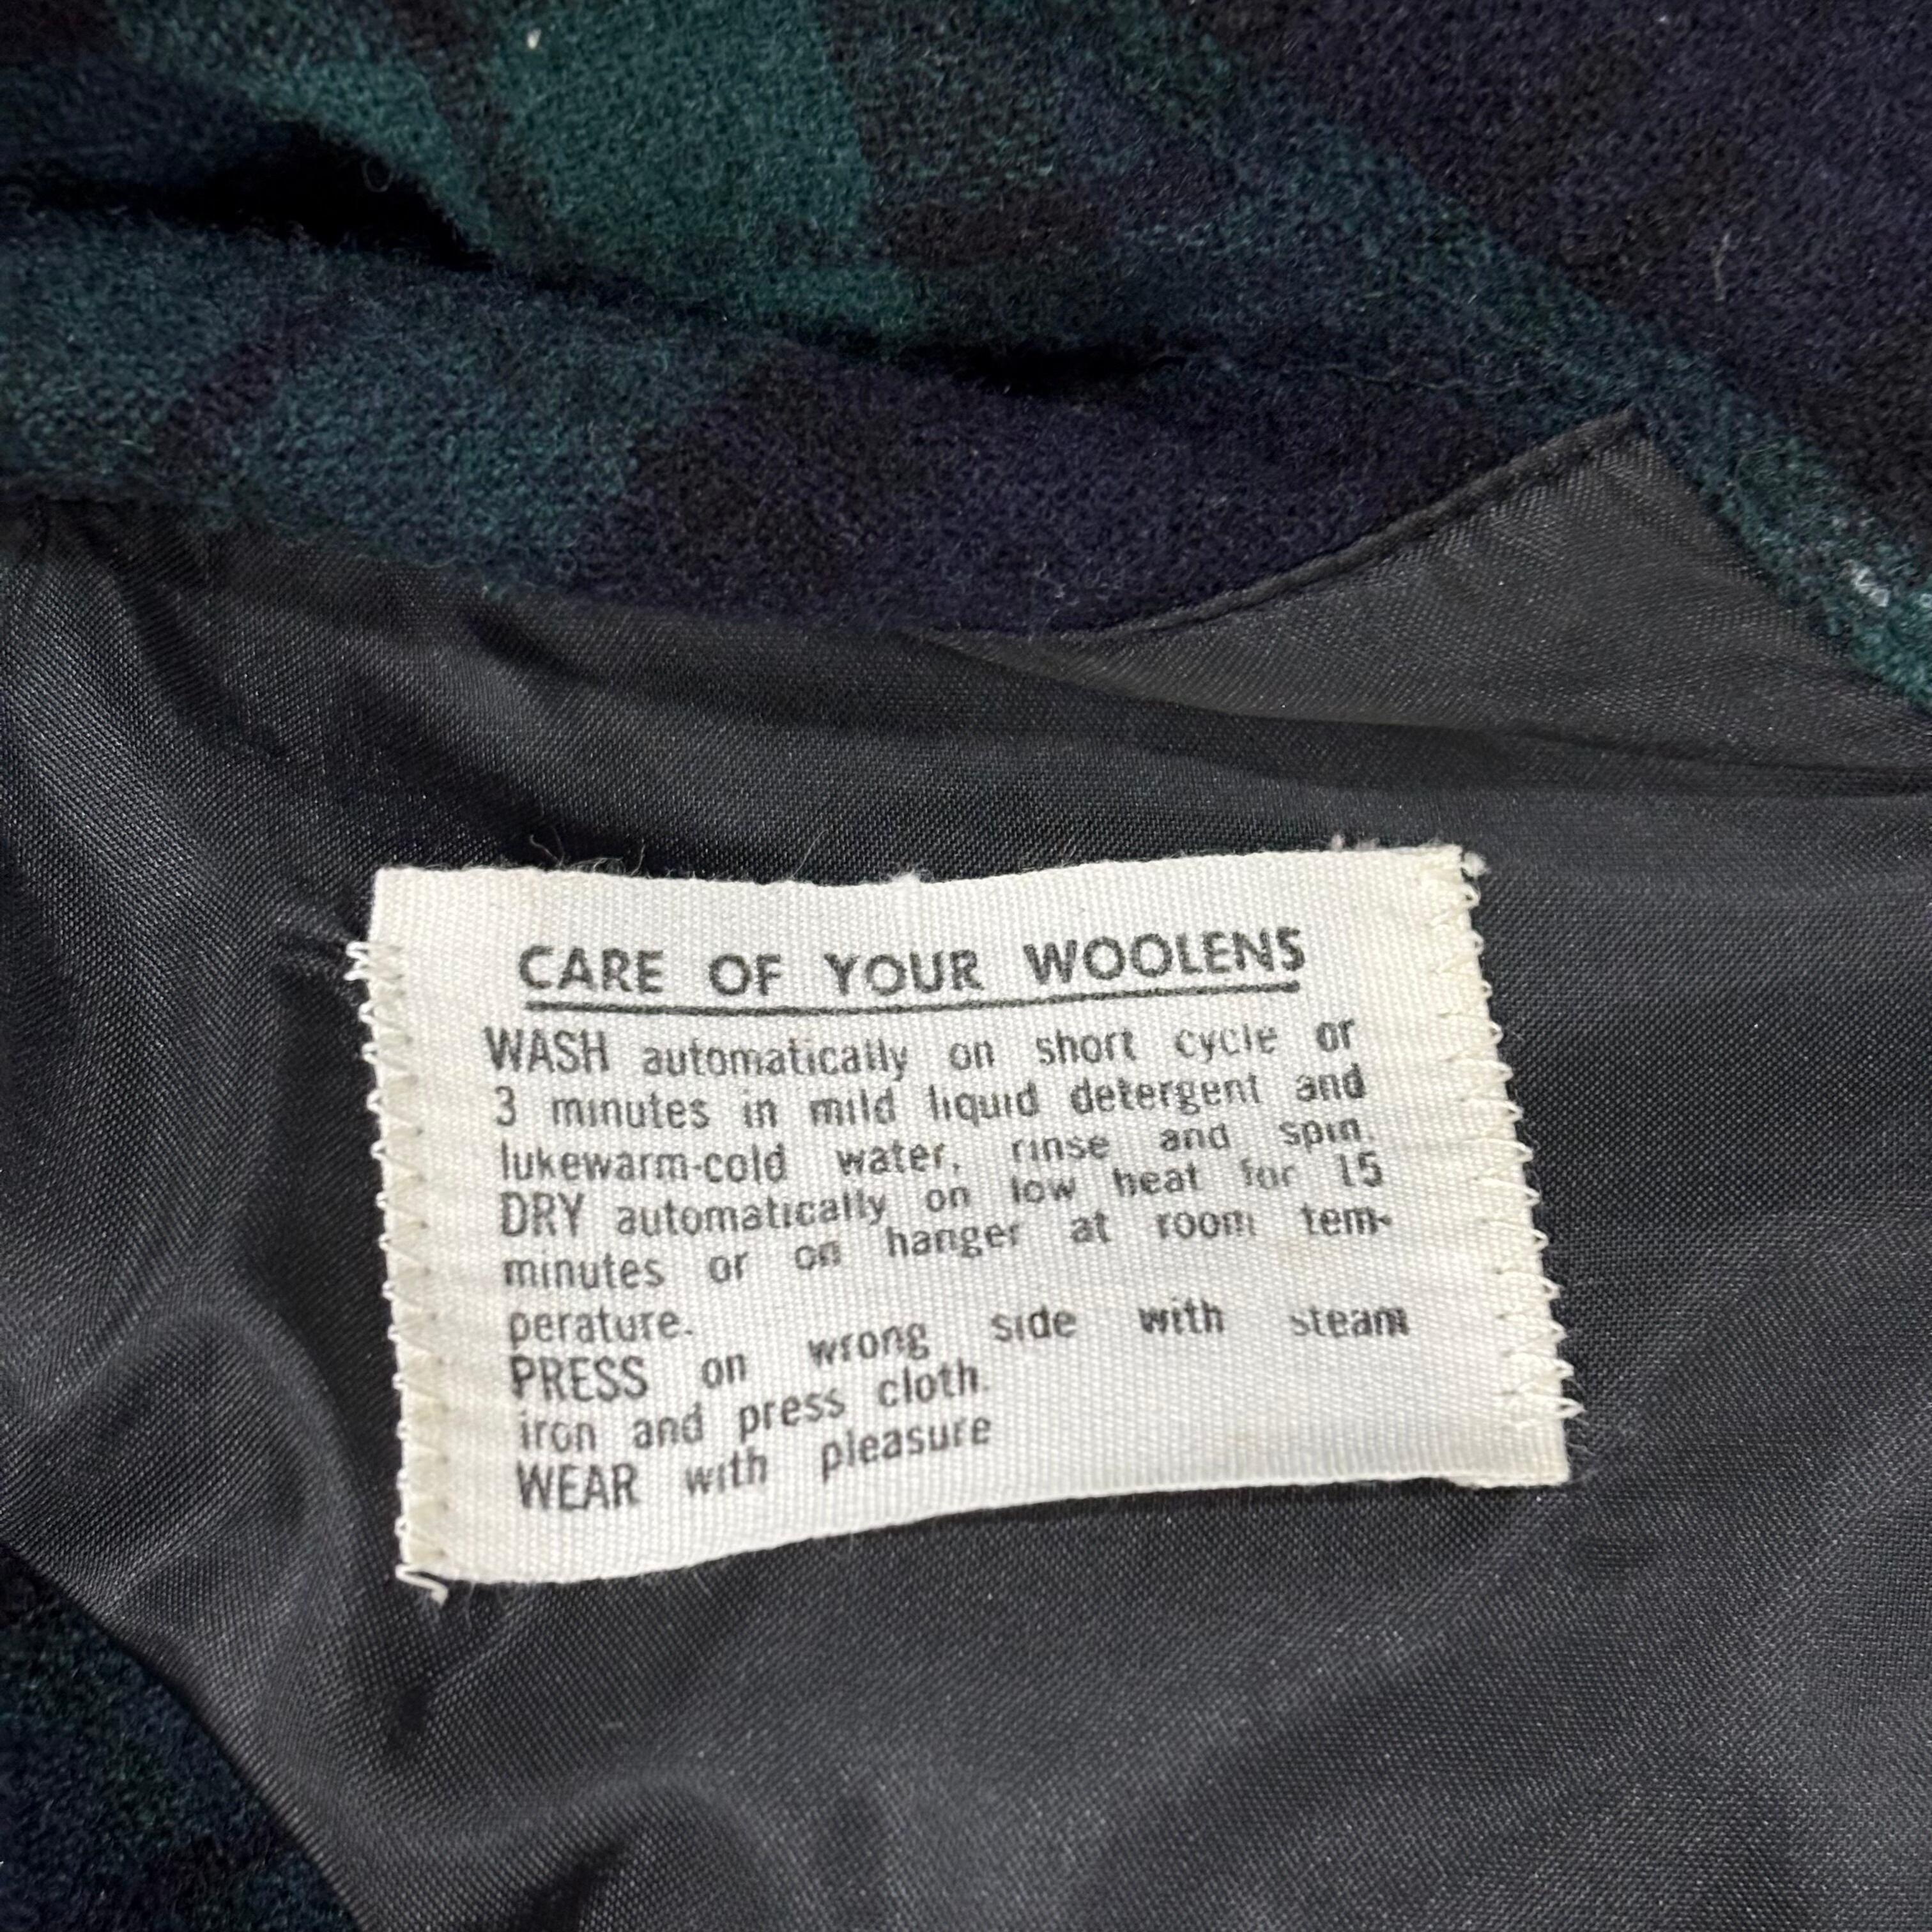 CARE OF YOUR WOOLENS
WASH automatically on short cycle or
3 minutes in mild liquid detergent and
lukewarm-cold water, rinse and spin.
DRY automatically on low heat for 15
minutes or on hanger at room tem-
perature.
PRESS on wrong side with steam
iron and press cloth.
WEAR with pleasure